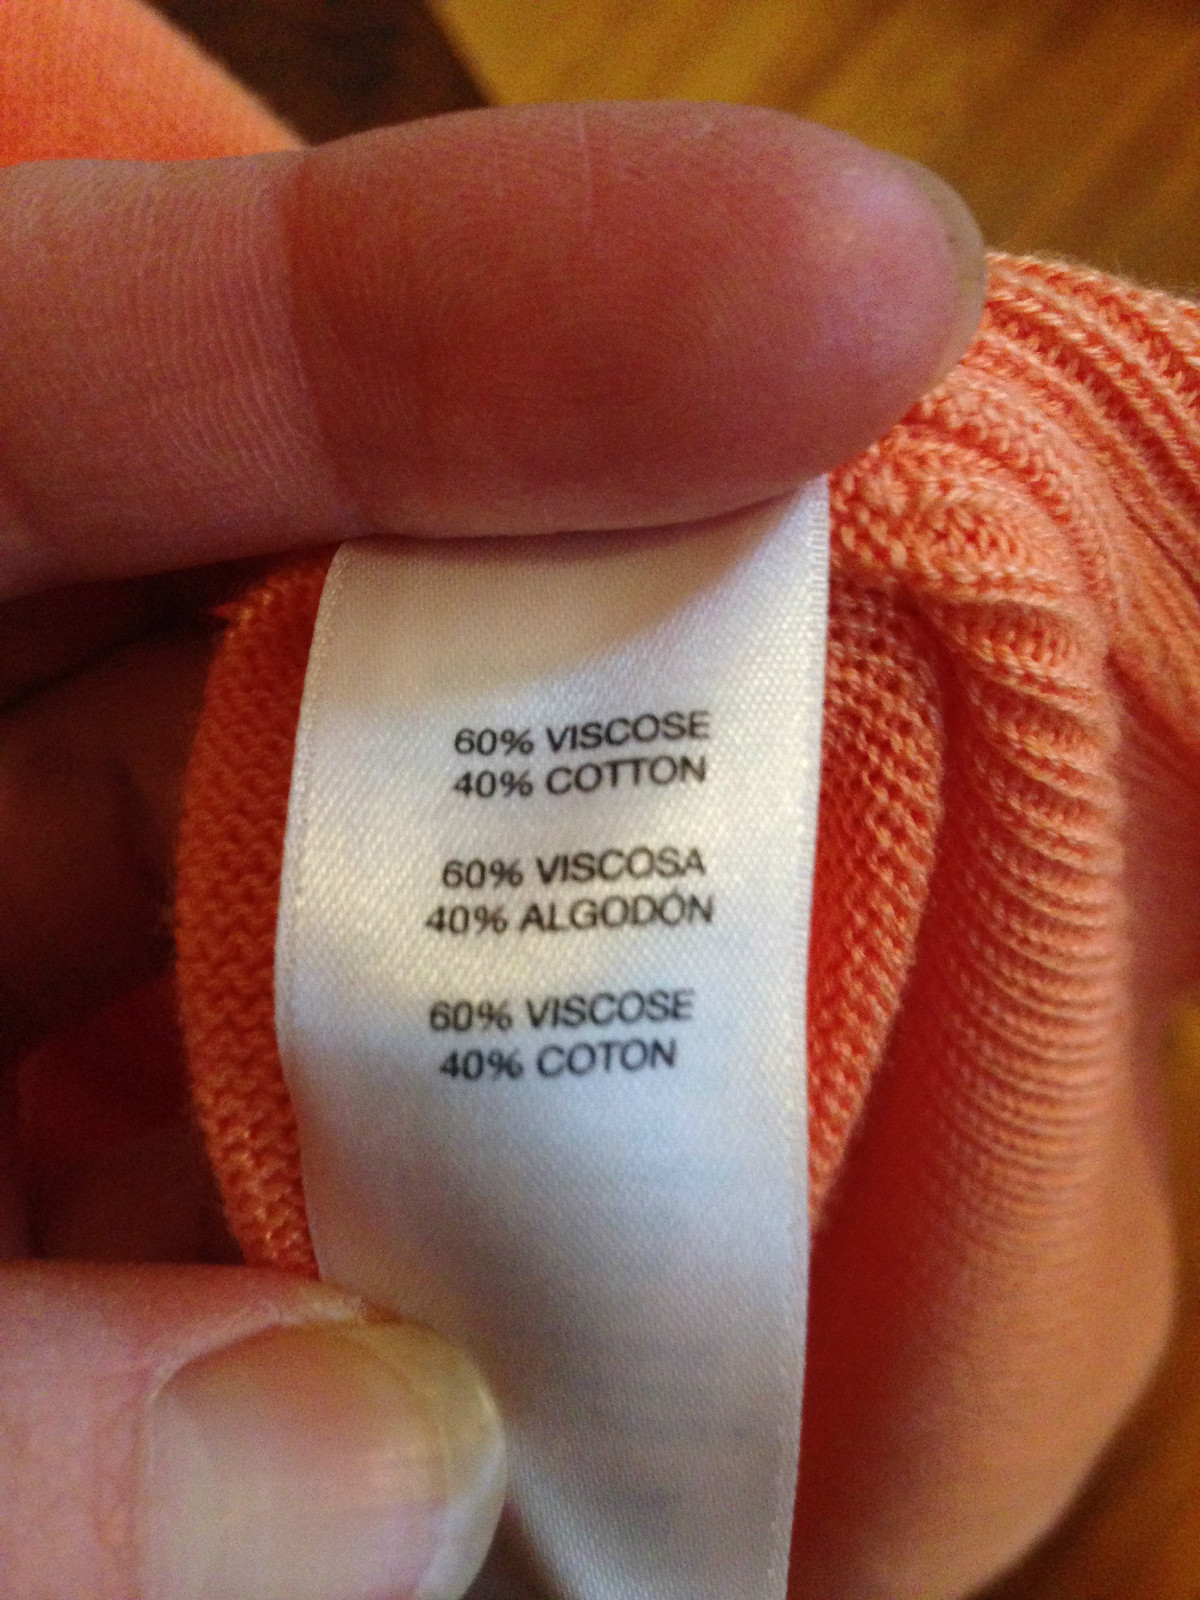 60% VISCOSE
40% COTTON
60% VISCOSA
40% ALGODÓN
60% VISCOSE
40% COTON